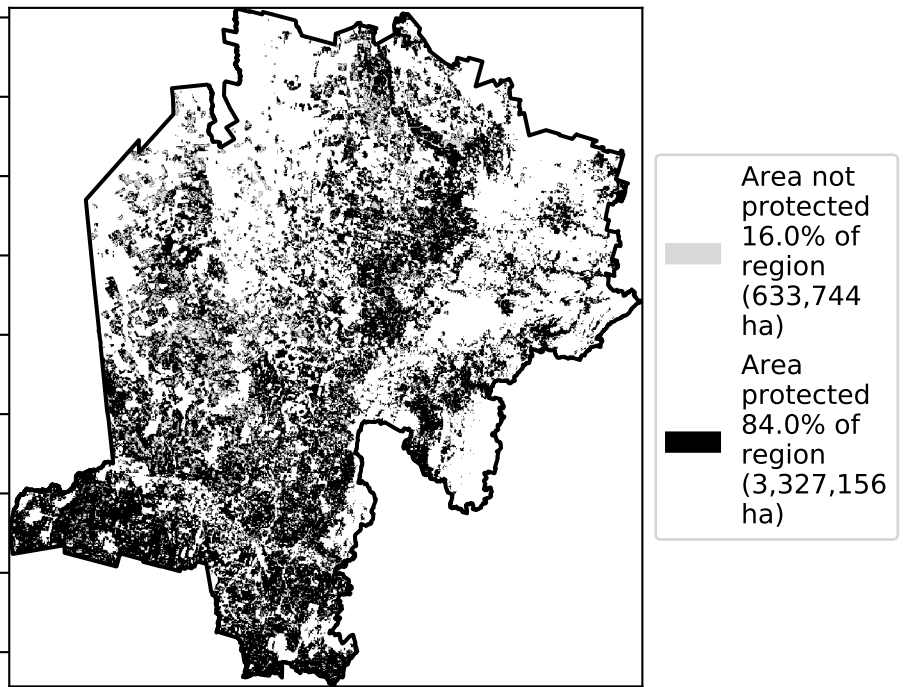 Area not
protected
16.0% of
region
(633,744
ha)
Area
protected
84.0% of
region
(3,327,156
ha)